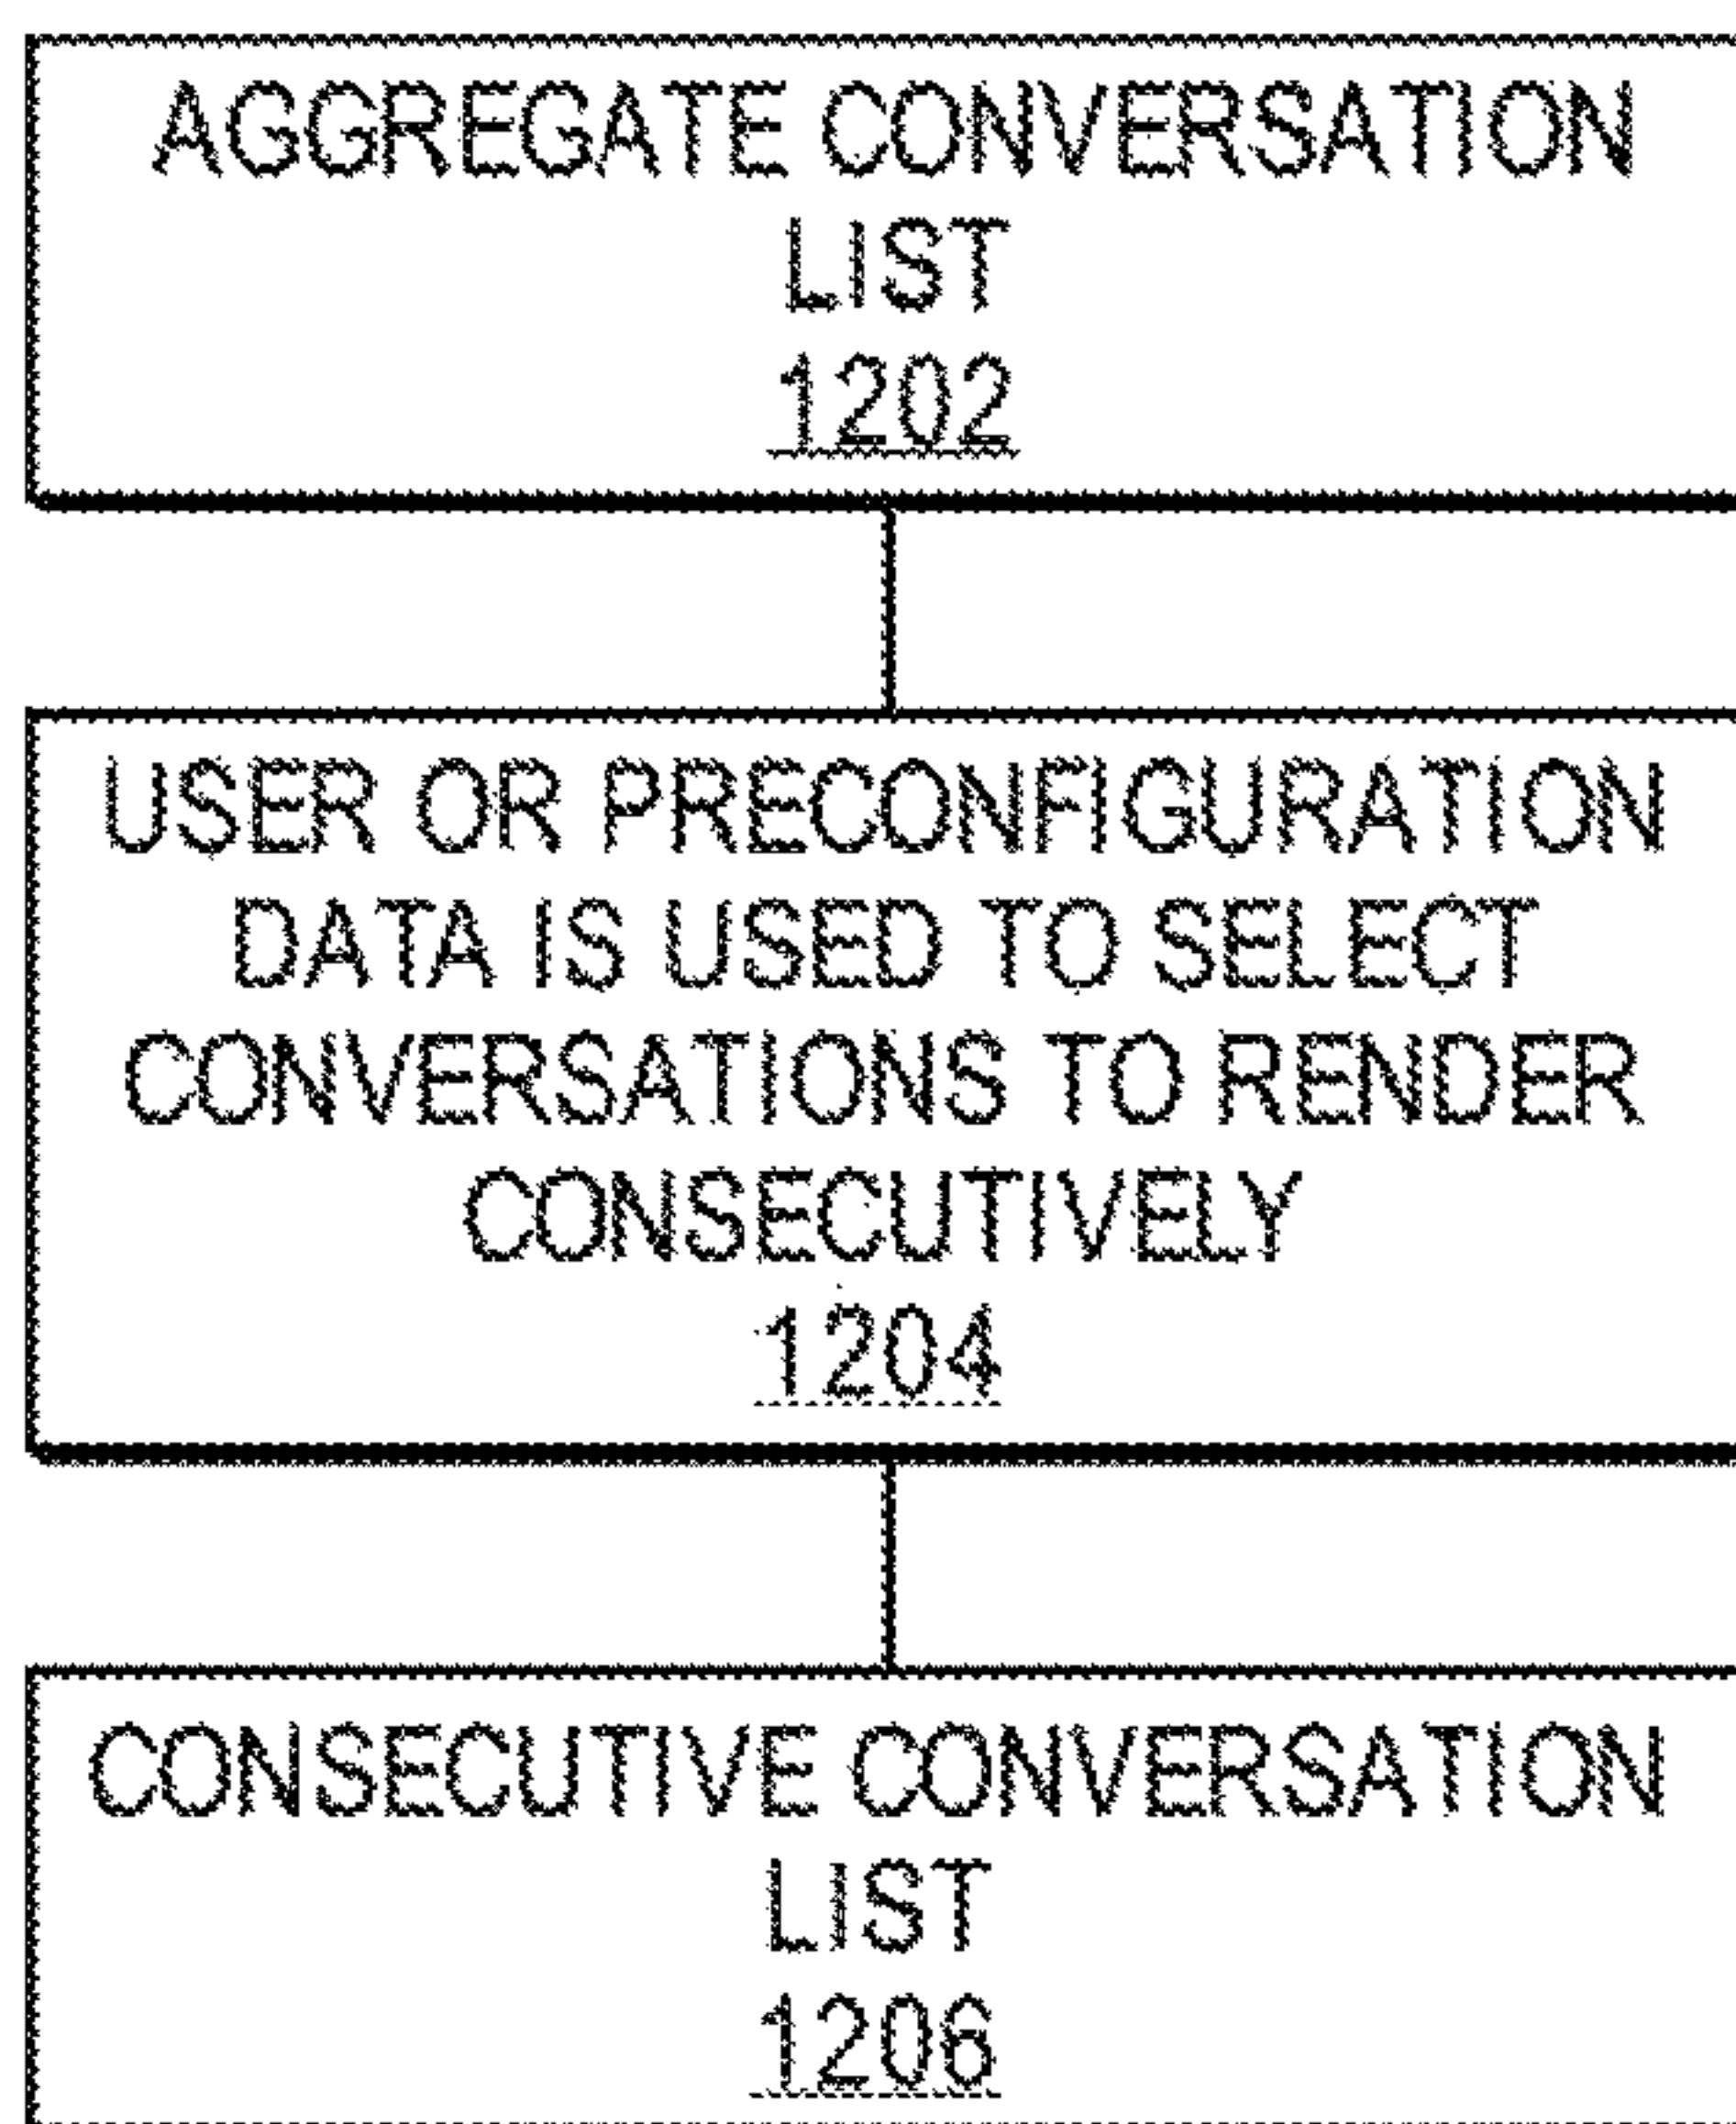 AGGREGATE CONVERSATION
LIST
1202
USER OR PRECONFIGURATION
DATA IS USED TO SELECT
CONVERSATIONS TO RENDER
CONSECUTIVELY
1204
CONSECUTIVE CONVERSATION
LIST
1206